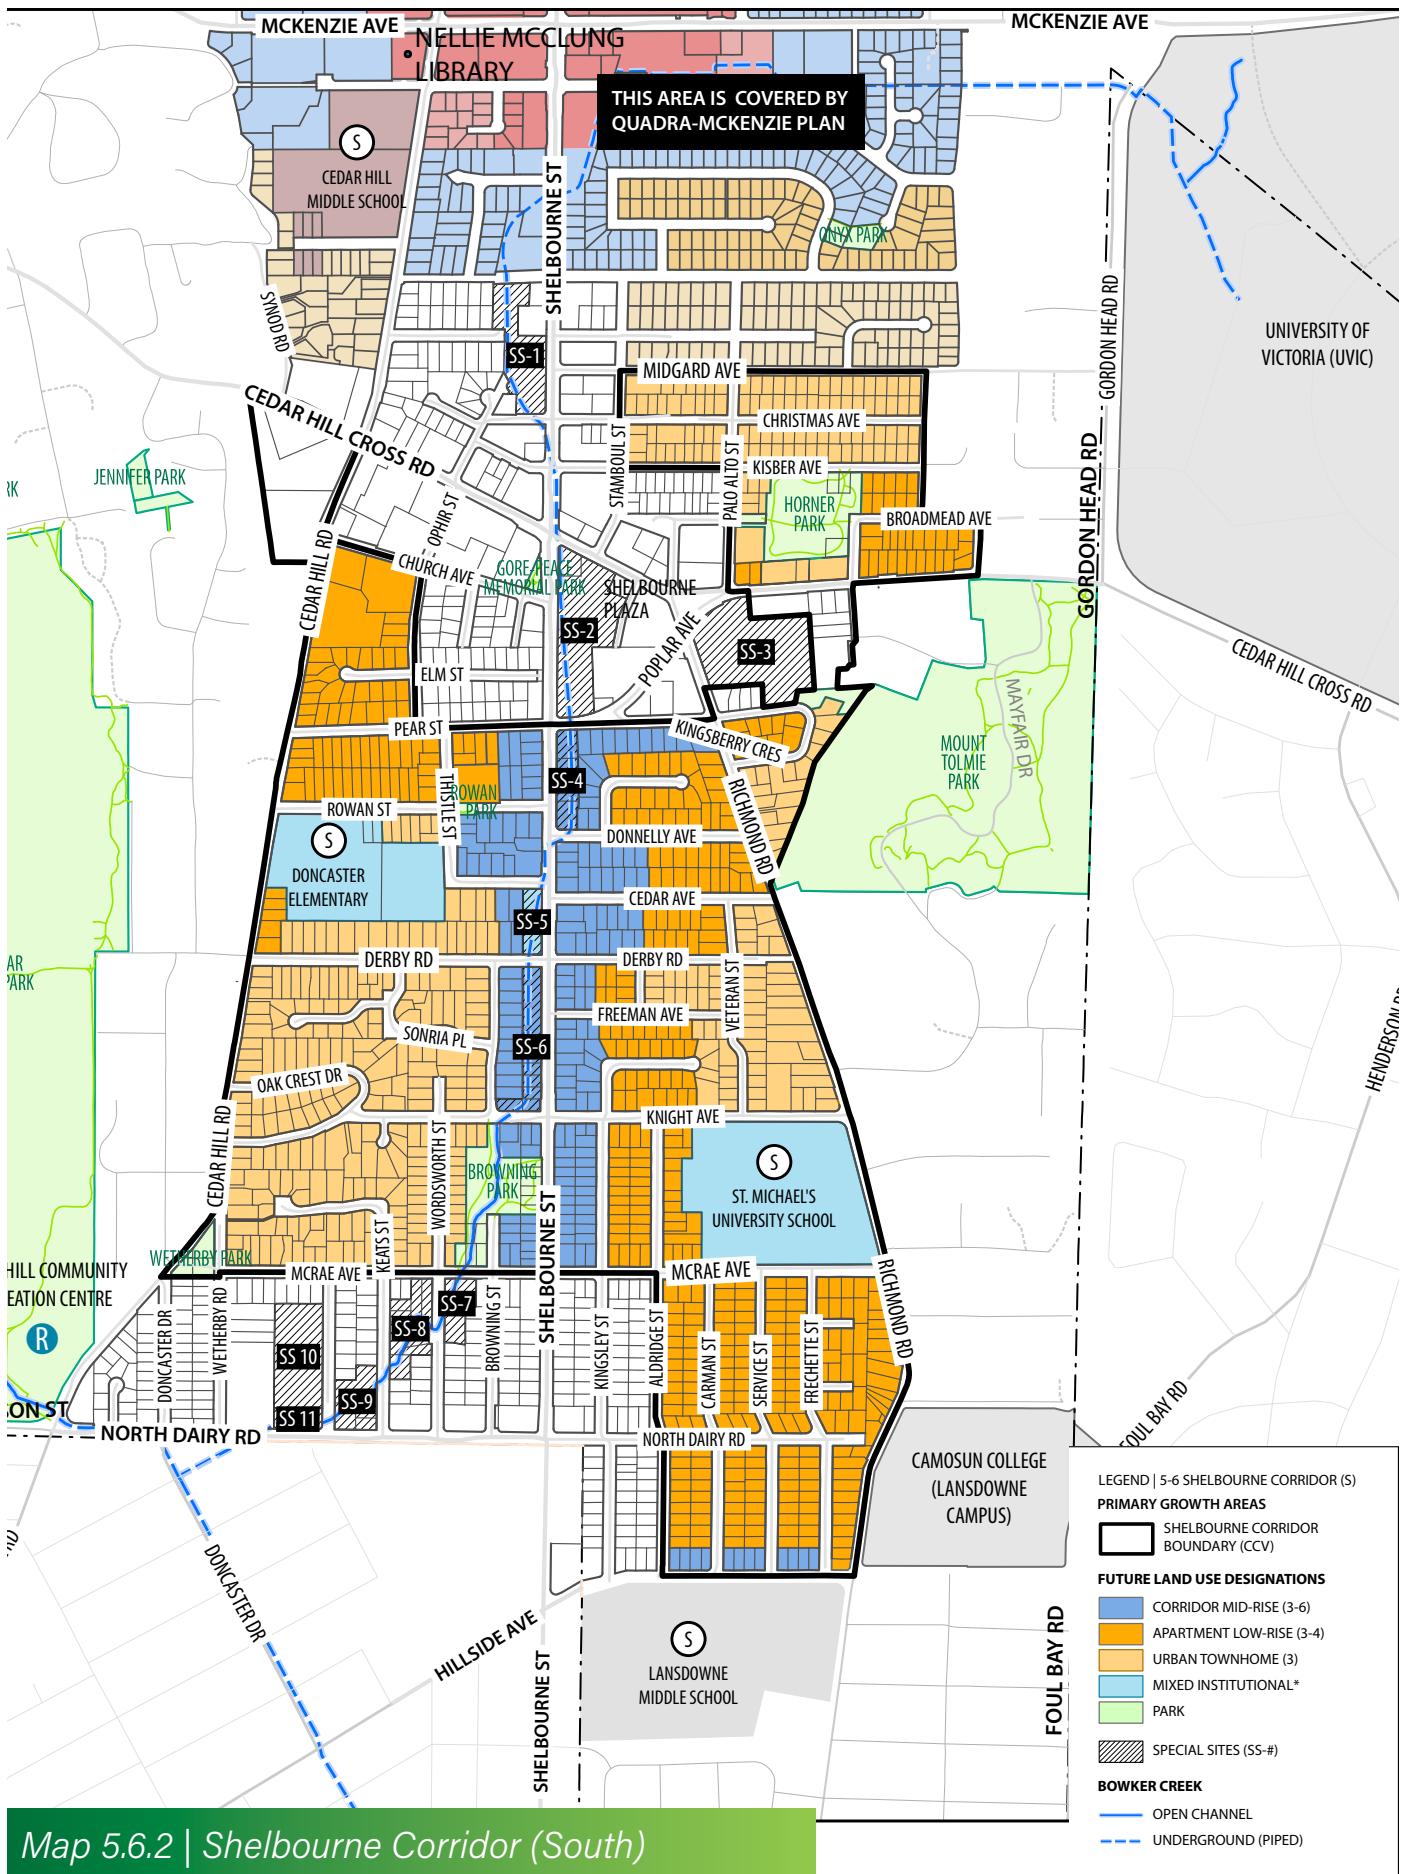 MCKENZIE AVE
MCKENZIE AVE
NELLIE MCCLUNG
LIBRARY
THIS AREA IS COVERED BY
QUADRA-MCKENZIE PLAN
S
CEDAR HILL
MIDDLE SCHOOL
SHELBOURNE ST
ONYX PARK
SYNOD RD
GORDON HEAD RD
UNIVERSITY OF
VICTORIA (UVIC)
SS-1
MIDGARD AVE
CEDAR HILL CROSS RD
CHRISTMAS AVE
STAMBOUL ST
PALO ALTO ST
KISBER AVE
JENNIFER PARK
RK
HORNER
PARK
OPHIR ST
BROADMEAD AVE
GORDON HEAD RD
CEDAR HILL RD
CHURCH AVE
GORE-PEACE
MEMORIAL PARK
SHELBOURNE
PLAZA
SS-2
POPLAR AVE
SS-3
CEDAR HILL CROSS RD
ELM ST
MAYFAIR DR
PEAR ST
KINGSBERRY CRES
MOUNT
TOLMIE
PARK
SS-4
THISTLE ST
ROWAN
PARK
RICHMOND RD
ROWAN ST
DONNELLY AVE
S
DONCASTER
ELEMENTARY
CEDAR AVE
SS-5
DERBY RD
DERBY RD
AR
PARK
VETERAN ST
FREEMAN AVE
SONRIA PL
SS-6
HENDERSON RD
OAK CREST DR
KNIGHT AVE
CEDAR HILL RD
WORDSWORTH ST
BROWNING
PARK
S
ST. MICHAEL'S
UNIVERSITY SCHOOL
SHELBOURNE ST
KEATS ST
WETHERBY PARK
HILL COMMUNITY
EATION CENTRE
R
MCRAE AVE
MCRAE AVE
RICHMOND RD
SS-7
SS-8
DONCASTER DR
WETHERBY RD
BROWNING ST
KINGSLEY ST
ALDRIDGE ST
CARMAN ST
SERVICE ST
FRECHETTE ST
SS 10
SS-9
SS 11
SON ST
NORTH DAIRY RD
NORTH DAIRY RD
FOUL BAY RD
CAMOSUN COLLEGE
(LANSDOWNE
CAMPUS)
RD
DONCASTER DR
HILLSIDE AVE
SHELBOURNE ST
S
LANSDOWNE
MIDDLE SCHOOL
FOUL BAY RD
LEGEND | 5-6 SHELBOURNE CORRIDOR (S)
PRIMARY GROWTH AREAS
SHELBOURNE CORRIDOR
BOUNDARY (CCV)
FUTURE LAND USE DESIGNATIONS
CORRIDOR MID-RISE (3-6)
APARTMENT LOW-RISE (3-4)
URBAN TOWNHOME (3)
MIXED INSTITUTIONAL*
PARK
SPECIAL SITES (SS-#)
BOWKER CREEK
OPEN CHANNEL
UNDERGROUND (PIPED)
Map 5.6.2 | Shelbourne Corridor (South)